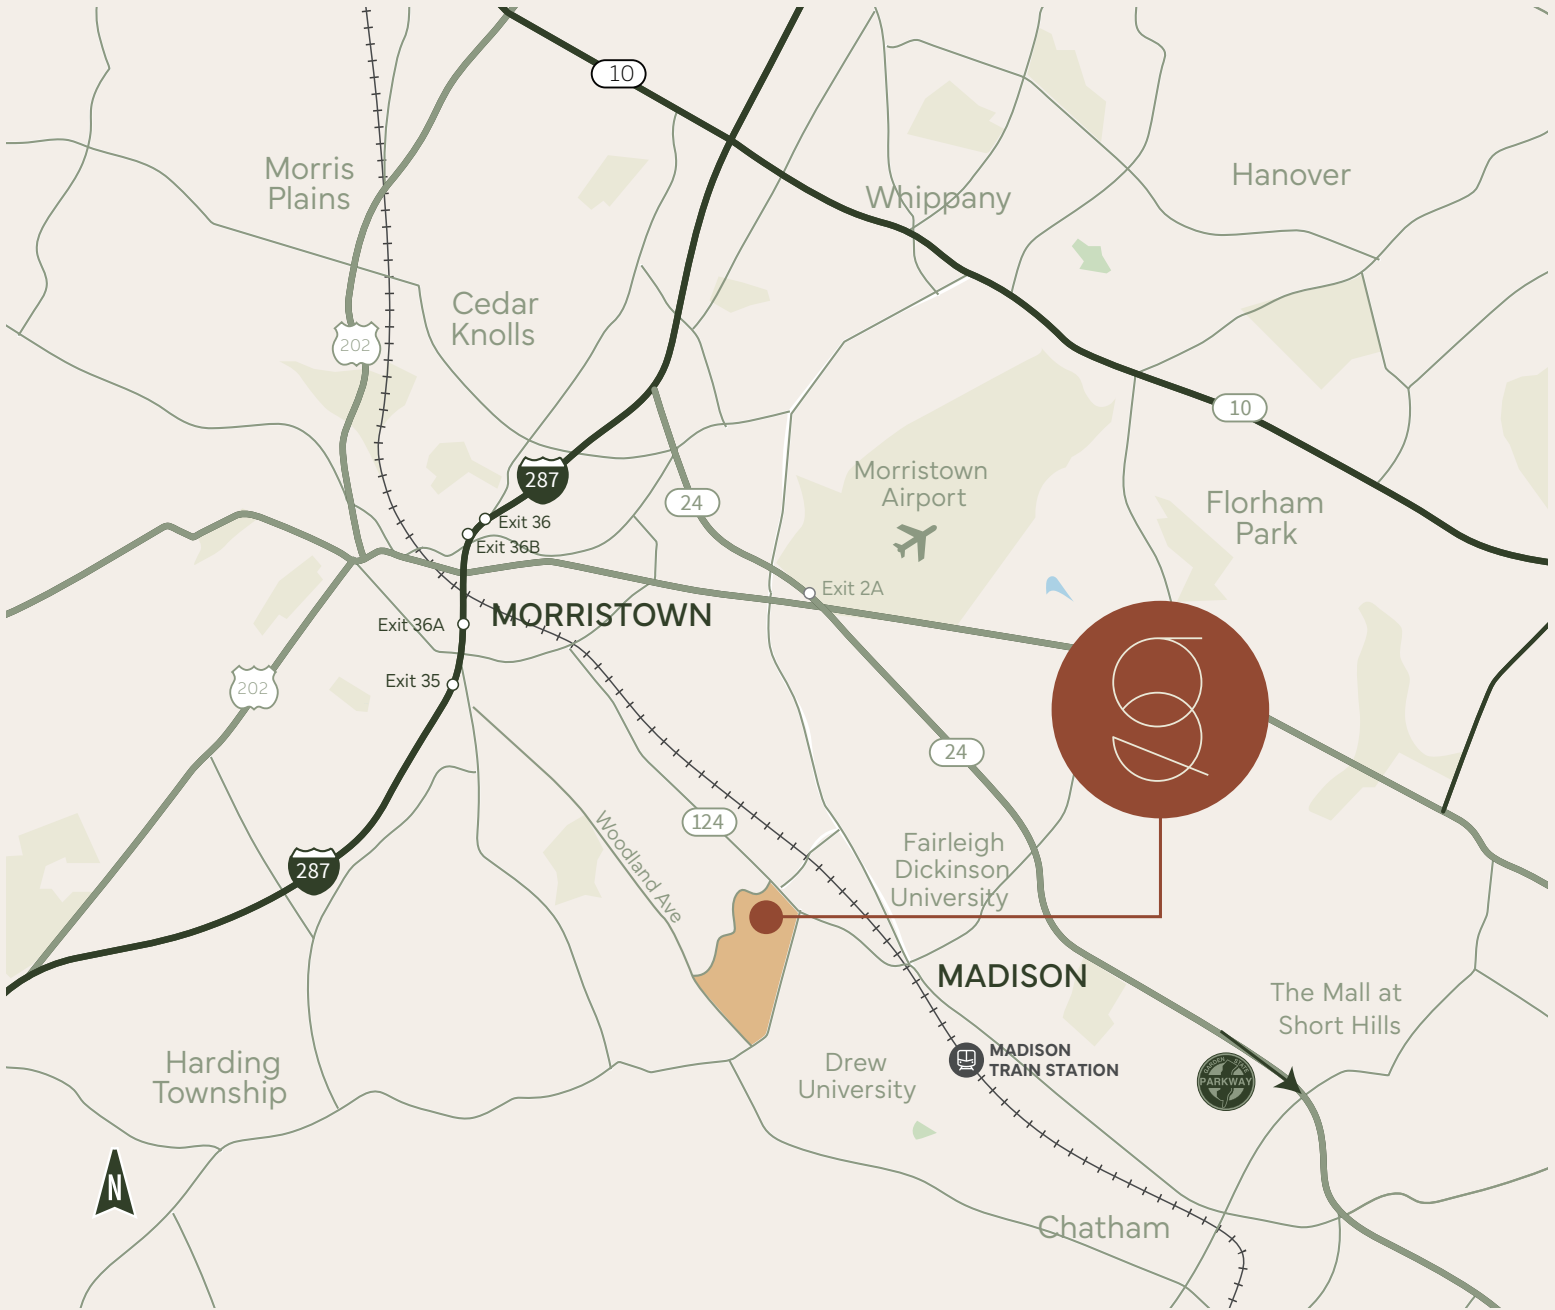 10
Morris
Plains
Whippany
Hanover
Cedar
Knolls
202
10
Morristown
Airport
287
24
Florham
Park
Exit 36
Exit 36B
Exit 2A
MORRISTOWN
Exit 36A
Exit 35
202
24
124
Woodland Ave
Fairleigh
Dickinson
University
287
MADISON
The Mall at
Short Hills
MADISON
TRAIN STATION
GARDEN STATE
PARKWAY
Harding
Township
Drew
University
N
Chatham